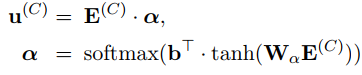 u^(C) = E^(C) · α,
α = softmax(b^⊤ · tanh(W_α E^(C)))